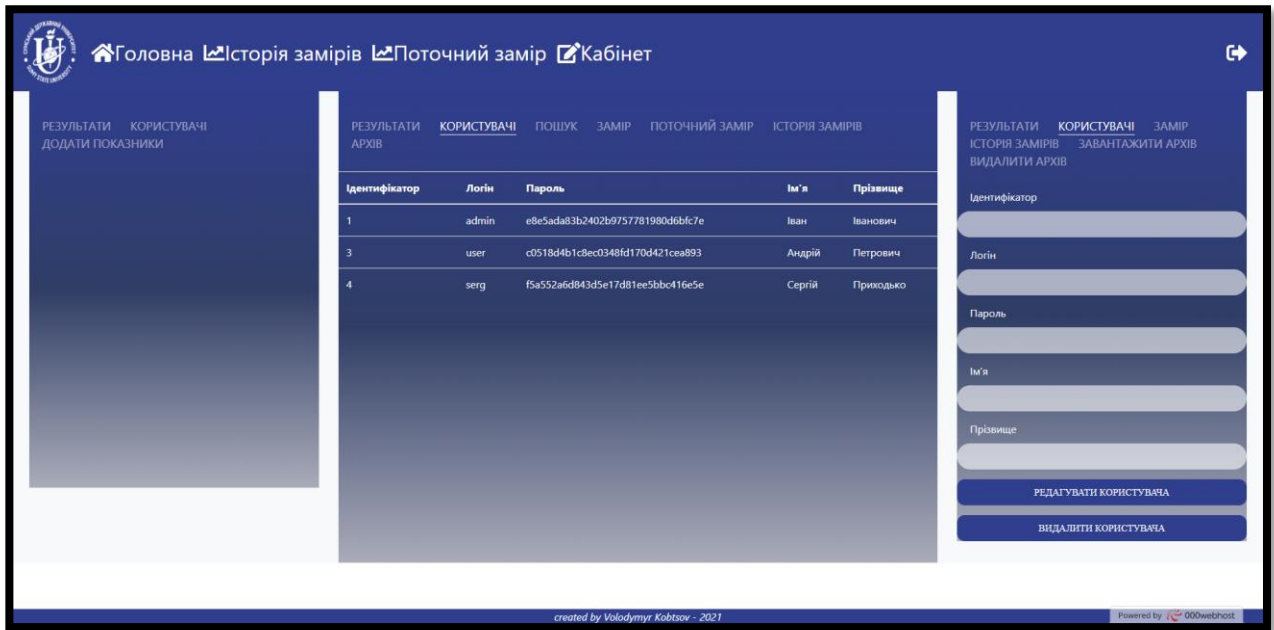 Головна Історія замірів Поточний замір Кабінет
РЕЗУЛЬТАТИ КОРИСТУВАЧІ
ДОДАТИ ПОКАЗНИКИ
РЕЗУЛЬТАТИ КОРИСТУВАЧІ ПОШУК ЗАМІР ПОТОЧНИЙ ЗАМІР ІСТОРІЯ ЗАМІРІВ
АРХІВ
Ідентифікатор Логін Пароль Ім'я Прізвище
1 admin e8e5ada83b2402b9757781980d6bfc7e Іван Іванович
3 user c0518d4b1c8ec0348fd170d421cea893 Андрій Петрович
4 serg f5a552a6d843d5e17d81ee5bbc416e5e Сергій Приходько
РЕЗУЛЬТАТИ КОРИСТУВАЧІ ЗАМІР
ІСТОРІЯ ЗАМІРІВ ЗАВАНТАЖИТИ АРХІВ
ВИДАЛИТИ АРХІВ
Ідентифікатор
Логін
Пароль
Ім'я
Прізвище
РЕДАГУВАТИ КОРИСТУВАЧА
ВИДАЛИТИ КОРИСТУВАЧА
created by Volodymyr Kobtsov - 2021
Powered by 000webhost